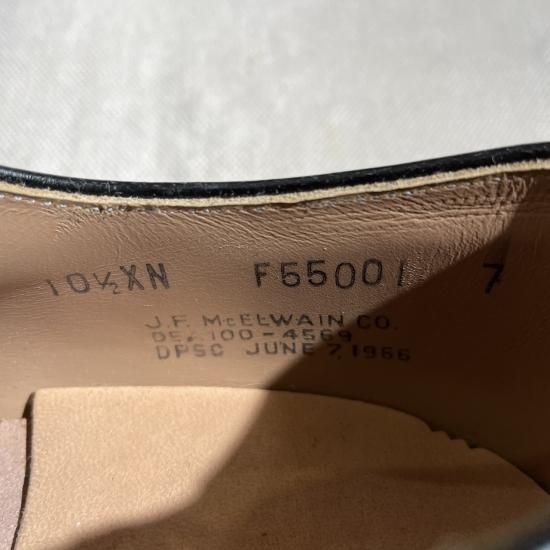 10½XN F55001 7
J.F. McELWAIN CO.
DSA 100-4569
DPSC JUNE 7, 1966